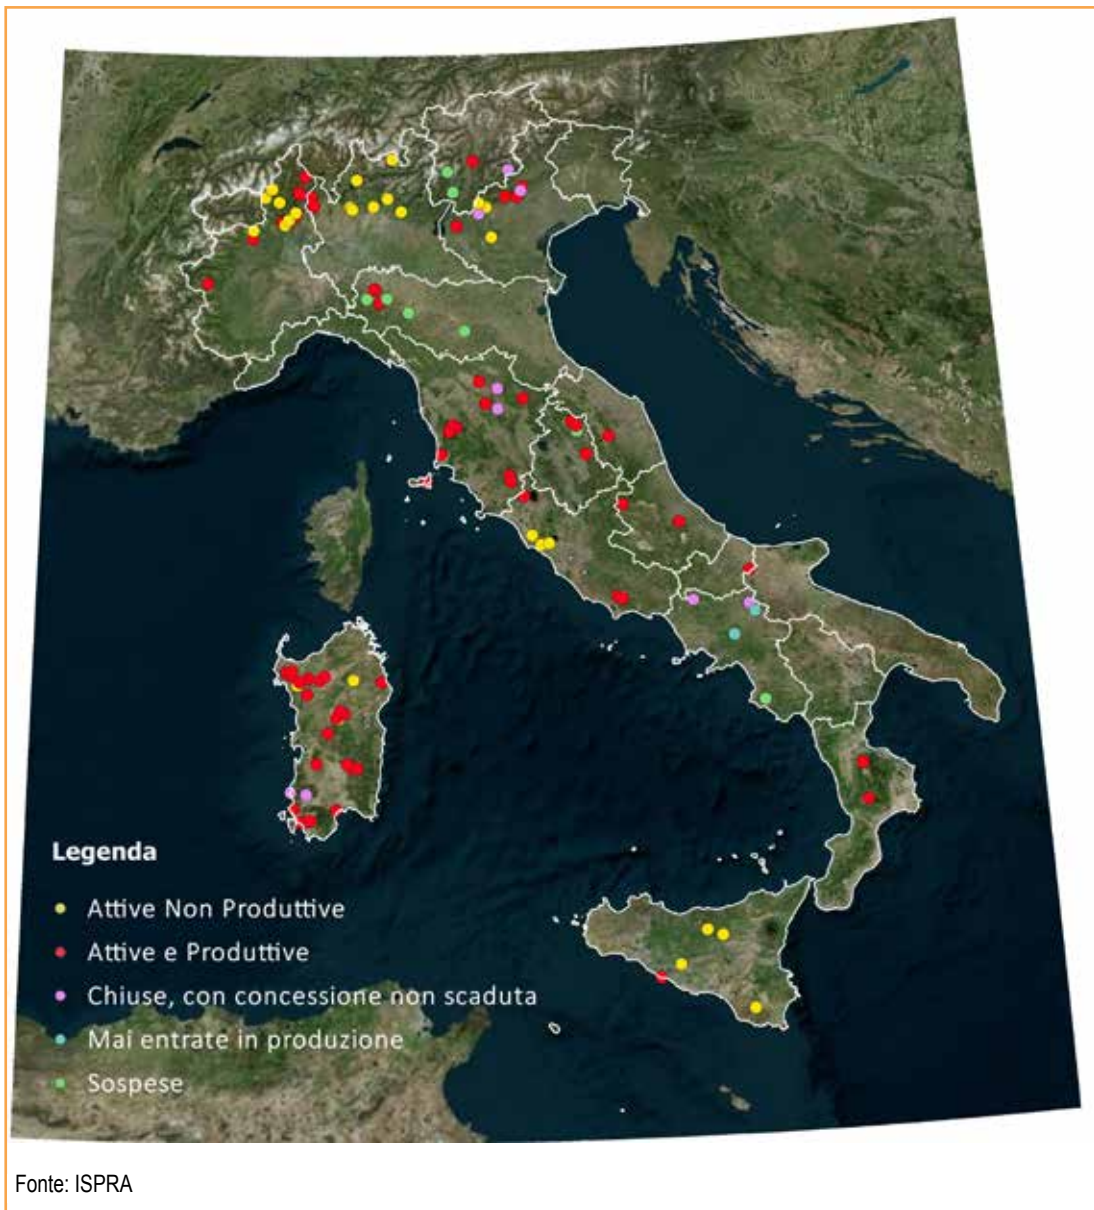 Legenda
Attive Non Produttive
Attive e Produttive
Chiuse, con concessione non scaduta
Mai entrate in produzione
Sospese
Fonte: ISPRA